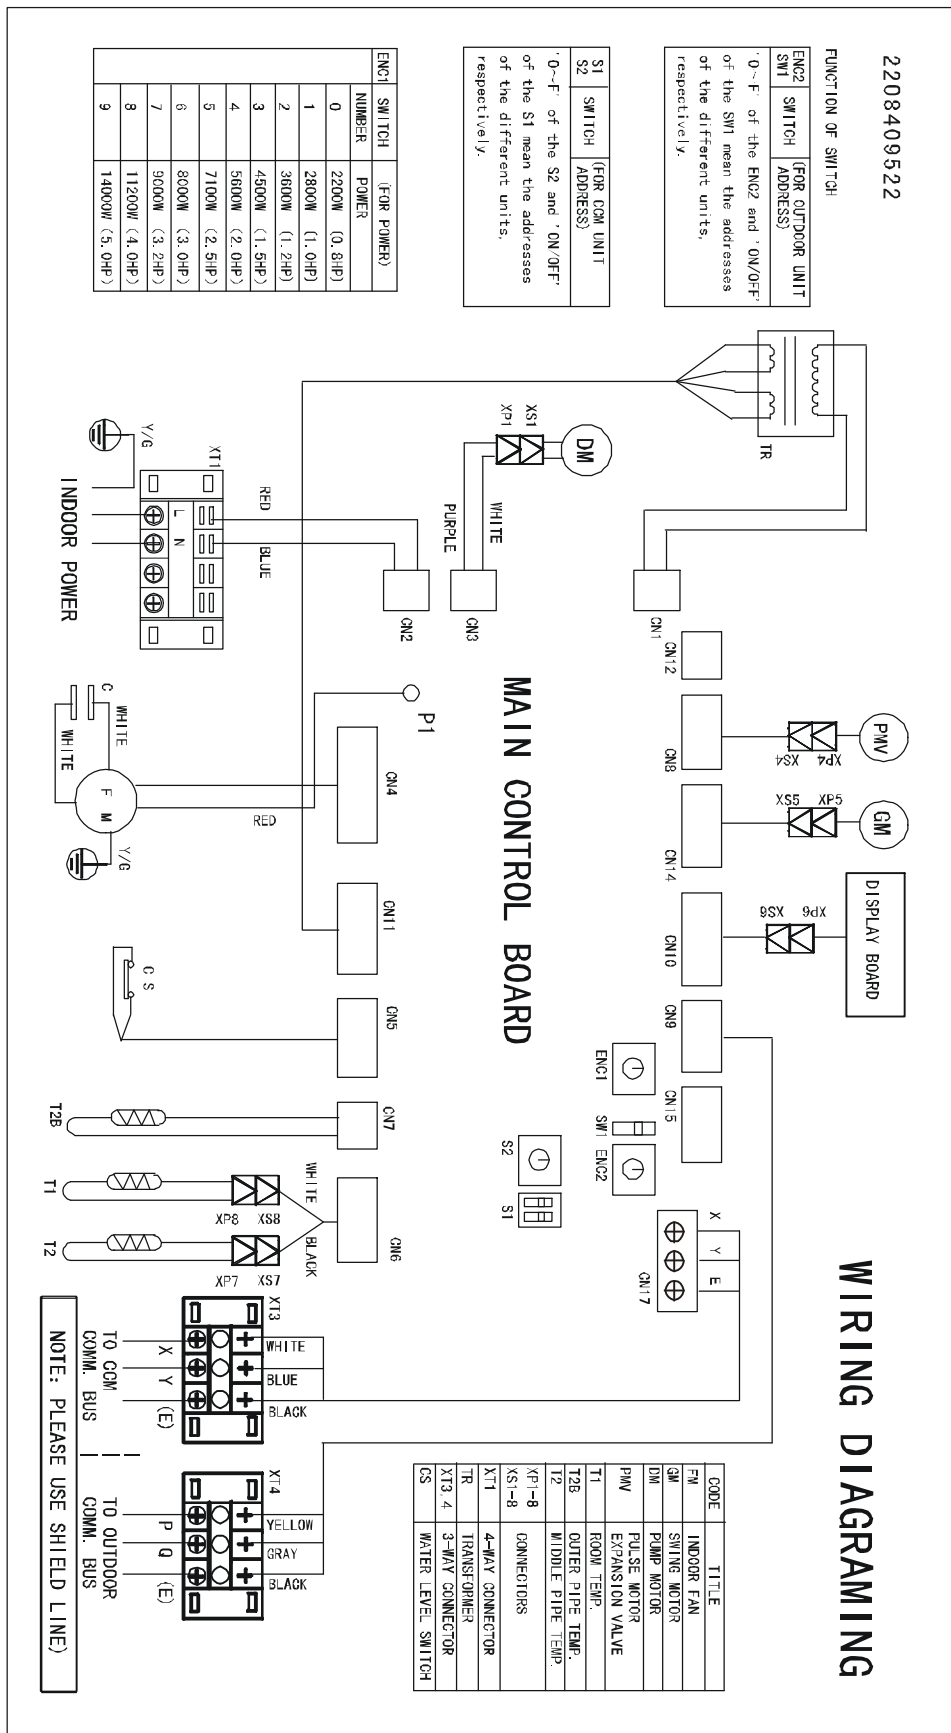 220840952​2
WIRING DIAGRAMING
FUNCTION OF SWITCH
ENC2 SW1 SWITCH (FOR OUTDOOR UNIT ADDRESS)
'0~F' of the ENC2 and 'ON/OFF'
of the SW1 mean the addresses
of the different units,
respectively.
S1 S2 SWITCH (FOR CCM UNIT ADDRESS)
'0~F' of the S2 and 'ON/OFF'
of the S1 mean the addresses
of the different units,
respectively.
ENC1 SWITCH (FOR POWER)
NUMBER POWER
0 2200W (0.8HP)
1 2800W (1.0HP)
2 3600W (1.2HP)
3 4500W (1.5HP)
4 5600W (2.0HP)
5 7100W (2.5HP)
6 8000W (3.0HP)
7 9000W (3.2HP)
8 11200W (4.0HP)
9 14000W (5.0HP)
TR
PMV
XP4
XS4
GM
XP5
XS5
DISPLAY BOARD
XP6
XS6
CN1
CN12
CN8
CN14
CN10
CN9
CN15
DM
XS1
XP1
WHITE
PURPLE
CN3
CN2
MAIN CONTROL BOARD
ENC1
SW1
ENC2
S2
S1
X
Y
E
CN17
XT1
RED
BLUE
Y/G
L
N
INDOOR POWER
P1
C
WHITE
WHITE
F M
RED
Y/G
CN4
CN11
CN5
CS
CN7
T2B
CN6
WHITE
BLACK
T1
XP8
XS8
T2
XP7
XS7
XT3
WHITE
BLUE
BLACK
X
Y
(E)
TO CCM
COMM. BUS
XT4
YELLOW
GRAY
BLACK
P
Q
(E)
TO OUTDOOR
COMM. BUS
NOTE: PLEASE USE SHIELD LINE)
CODE TITLE
FM INDOOR FAN
GM SWING MOTOR
DM PUMP MOTOR
PMV PULSE MOTOR EXPANSION VALVE
T1 ROOM TEMP.
T2B OUTER PIPE TEMP.
T2 MIDDLE PIPE TEMP.
XP1-8 XS1-8 CONNECTORS
XT1 4-WAY CONNECTOR
TR TRANSFORMER
XT3, 4 3-WAY CONNECTOR
CS WATER LEVEL SWITCH